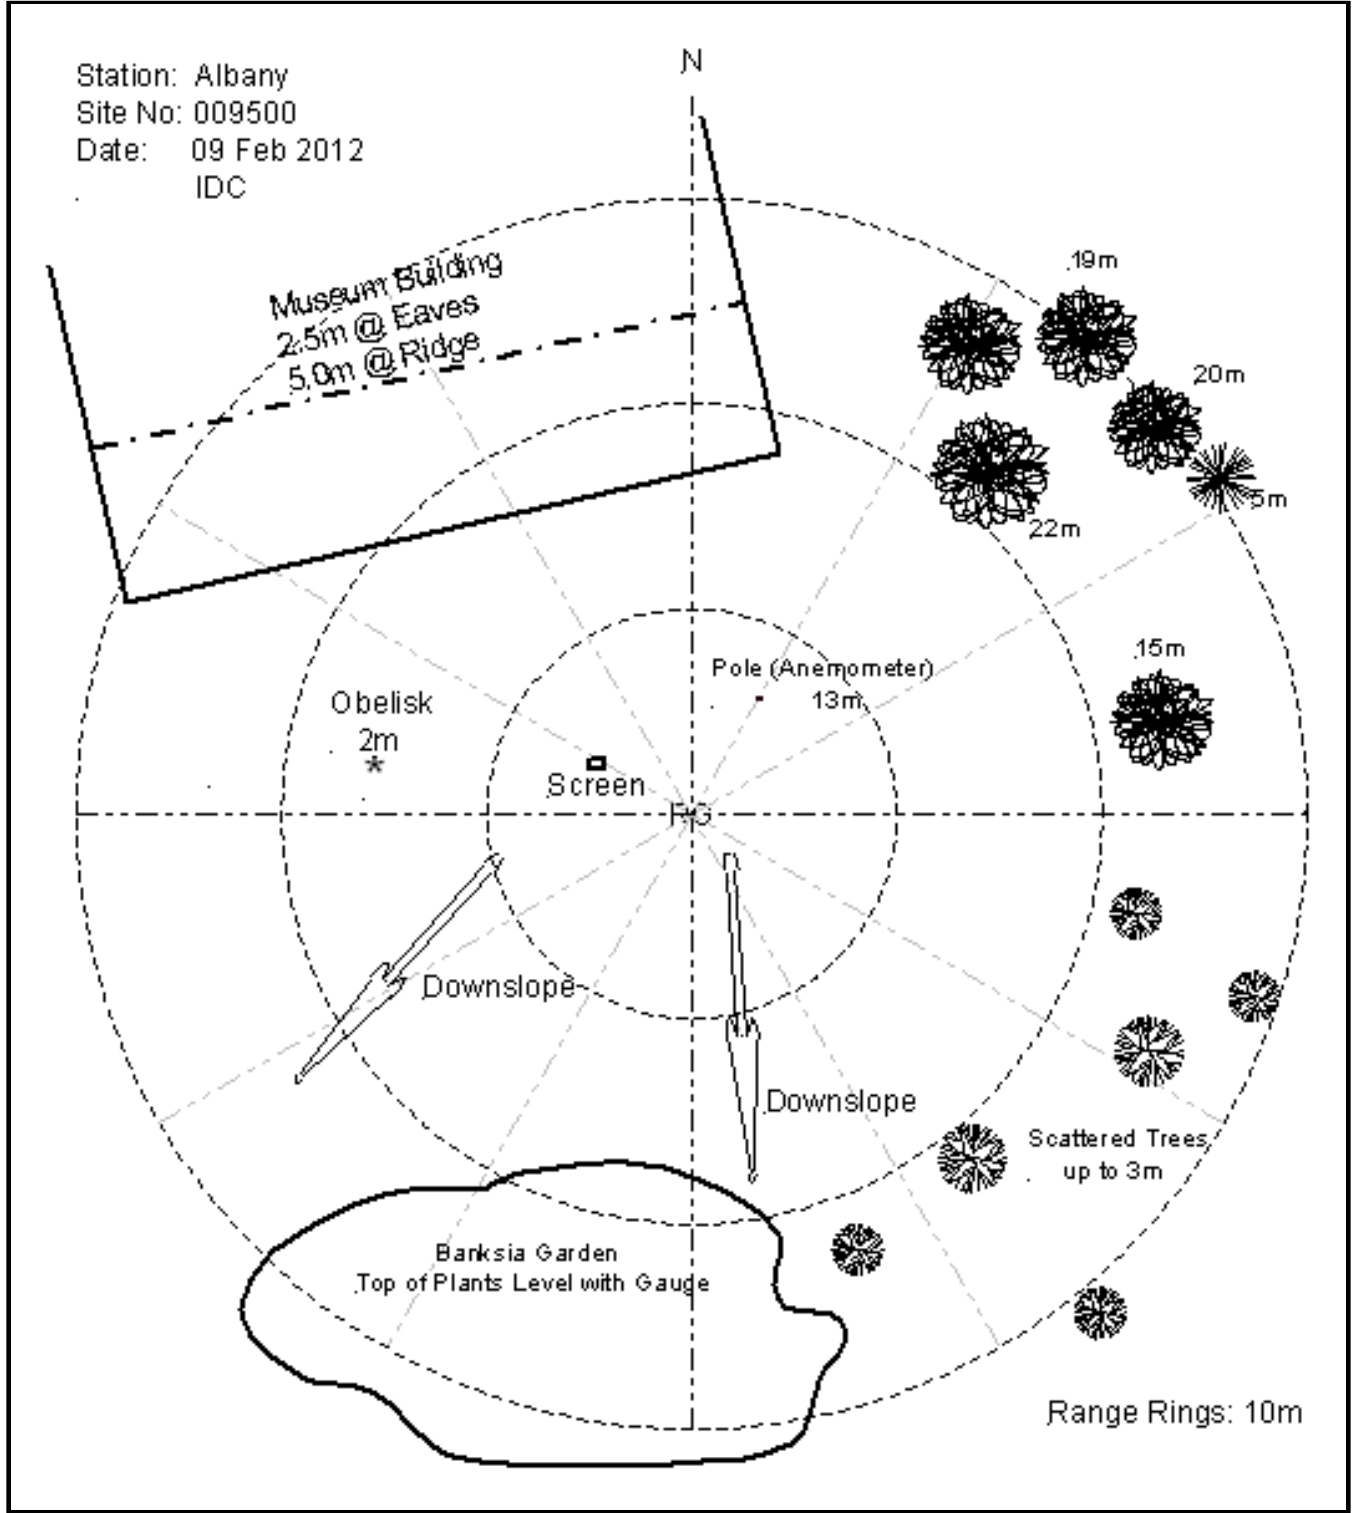 N
Station: Albany
Site No: 009500
Date: 09 Feb 2012
IDC
Museum Building
2.5m @ Eaves
5.0m @ Ridge
19m
20m
5m
22m
15m
Pole (Anemometer)
13m
Obelisk
2m
*
Screen
RG
Downslope
Downslope
Scattered Trees
up to 3m
Banksia Garden
Top of Plants Level with Gauge
Range Rings: 10m